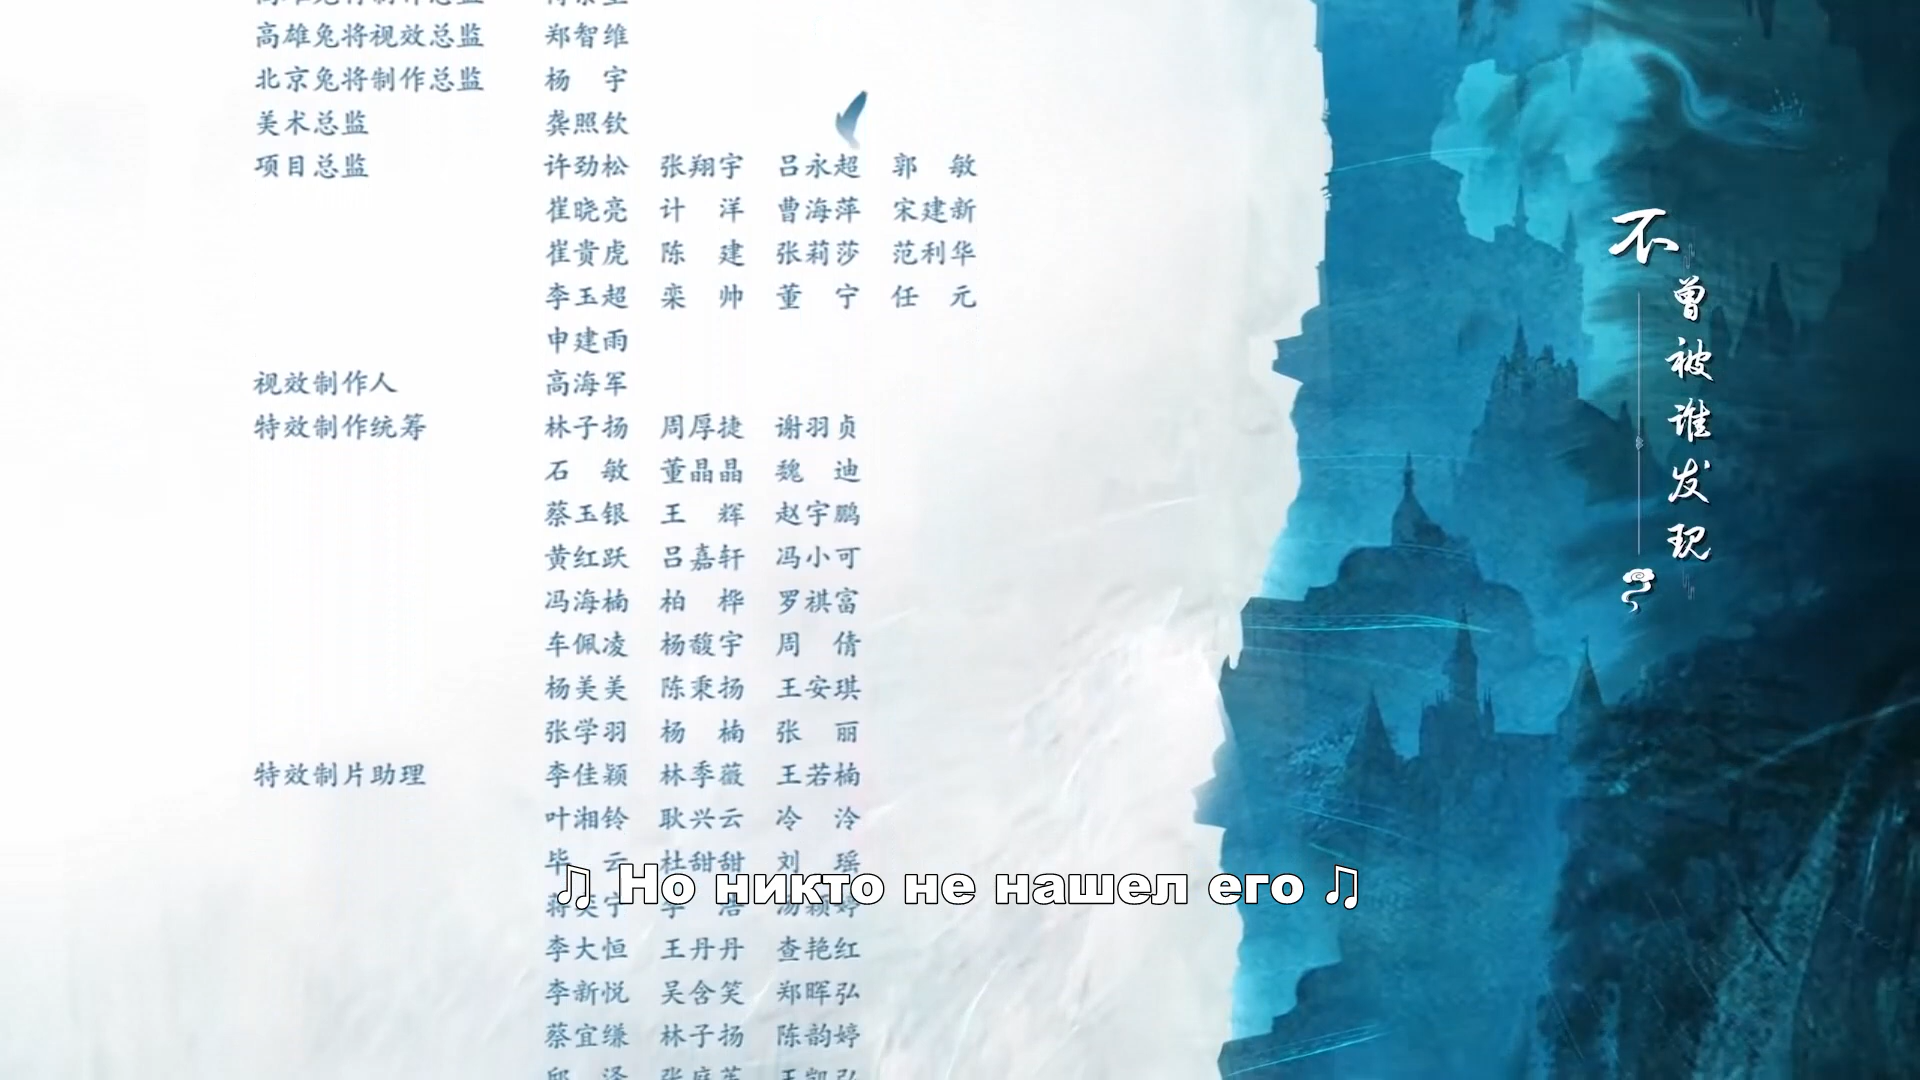 高雄兔将视效总监 郑智维
北京兔将制作总监 杨 宇
美术总监 龚照钦
项目总监 许劲松 张翔宇 吕永超 郭 敏
崔晓亮 计 洋 曹海萍 宋建新
崔贵虎 陈 建 张莉莎 范利华
李玉超 栾 帅 董 宁 任 元
申建雨
视效制作人 高海军
特效制作统筹 林子扬 周厚捷 谢羽贞
石 敏 董晶晶 魏 迪
蔡玉银 王 辉 赵宇鹏
黄红跃 吕嘉轩 冯小可
冯海楠 柏 桦 罗祺富
车佩凌 杨馥宇 周 倩
杨美美 陈秉扬 王安琪
张学羽 杨 楠 张 丽
特效制片助理 李佳颖 林季薇 王若楠
叶湘铃 耿兴云 冷 泠
毕 云 杜甜甜 刘 瑶
♫ Но никто не нашел его ♫
李大恒 王丹丹 查艳红
李新悦 吴含笑 郑晖弘
蔡宜缣 林子扬 陈韵婷
不曾被谁发现